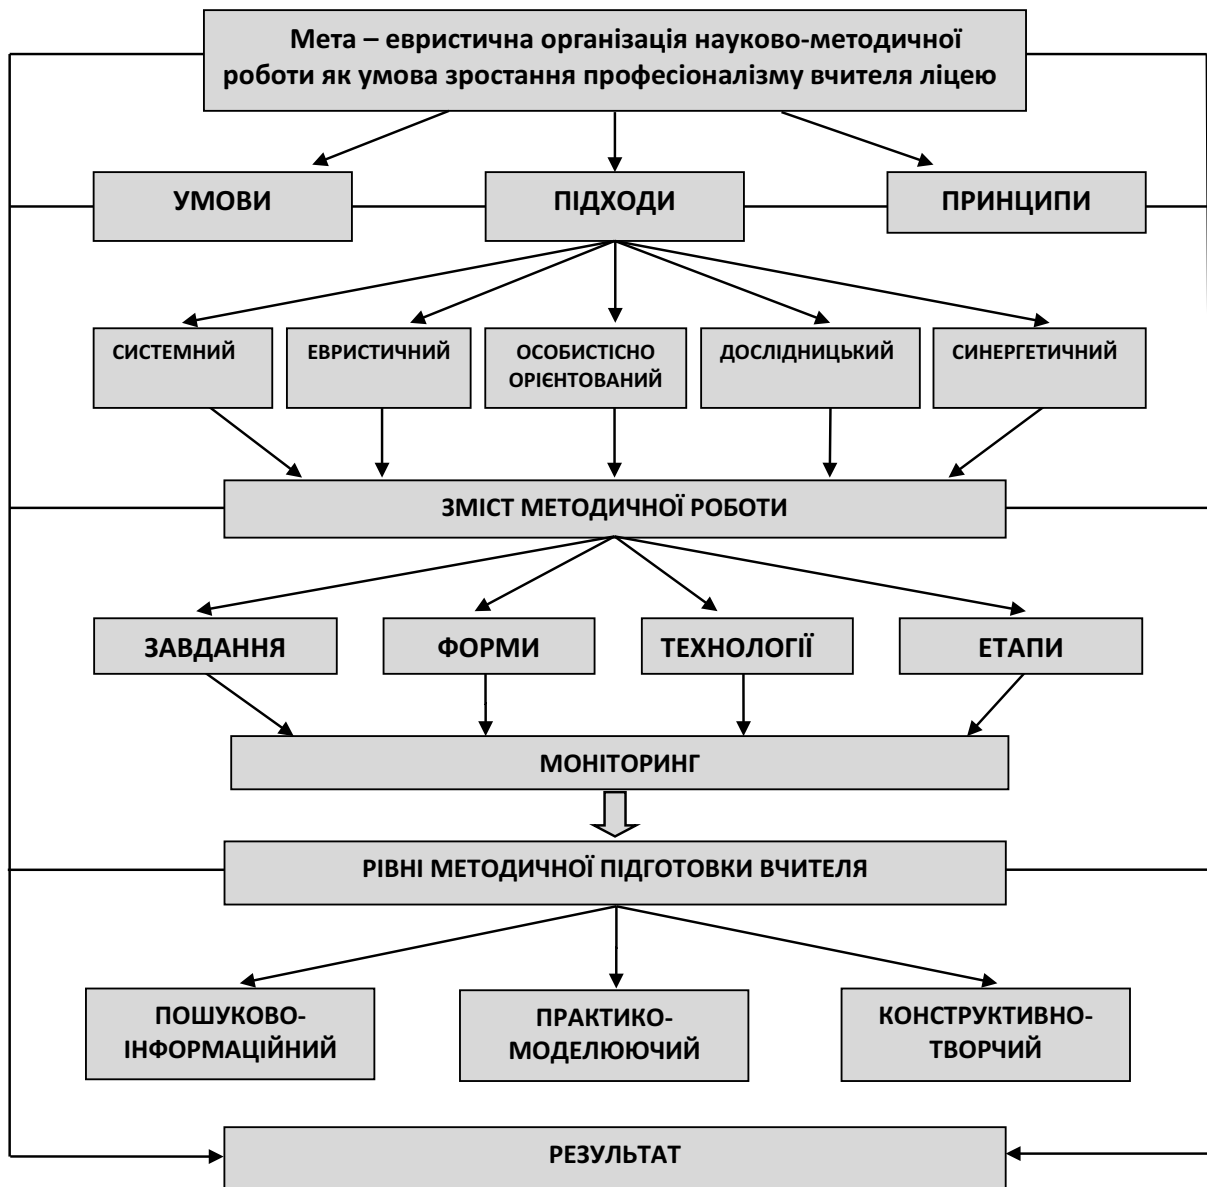 Мета – евристична організація науково-методичної
роботи як умова зростання професіоналізму вчителя ліцею
УМОВИ
ПІДХОДИ
ПРИНЦИПИ
СИСТЕМНИЙ
ЕВРИСТИЧНИЙ
ОСОБИСТІСНО
ОРІЄНТОВАНИЙ
ДОСЛІДНИЦЬКИЙ
СИНЕРГЕТИЧНИЙ
ЗМІСТ МЕТОДИЧНОЇ РОБОТИ
ЗАВДАННЯ
ФОРМИ
ТЕХНОЛОГІЇ
ЕТАПИ
МОНІТОРИНГ
РІВНІ МЕТОДИЧНОЇ ПІДГОТОВКИ ВЧИТЕЛЯ
ПОШУКОВО-
ІНФОРМАЦІЙНИЙ
ПРАКТИКО-
МОДЕЛЮЮЧИЙ
КОНСТРУКТИВНО-
ТВОРЧИЙ
РЕЗУЛЬТАТ